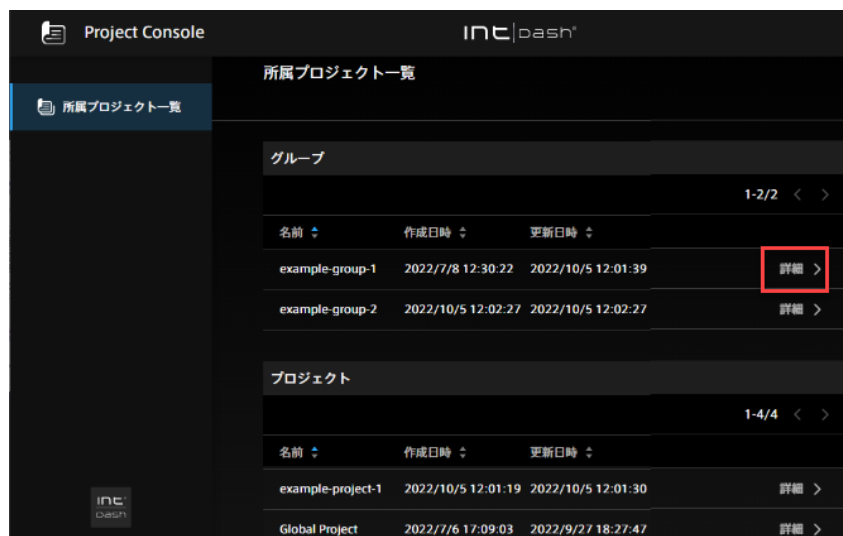 Project Console
intdash®
所属プロジェクト一覧
所属プロジェクト一覧
グループ
1-2/2
名前 作成日時 更新日時
example-group-1 2022/7/8 12:30:22 2022/10/5 12:01:39 詳細
example-group-2 2022/10/5 12:02:27 2022/10/5 12:02:27 詳細
プロジェクト
1-4/4
名前 作成日時 更新日時
example-project-1 2022/10/5 12:01:19 2022/10/5 12:01:30 詳細
Global Project 2022/7/6 17:09:03 2022/9/27 18:27:47 詳細
int
dash